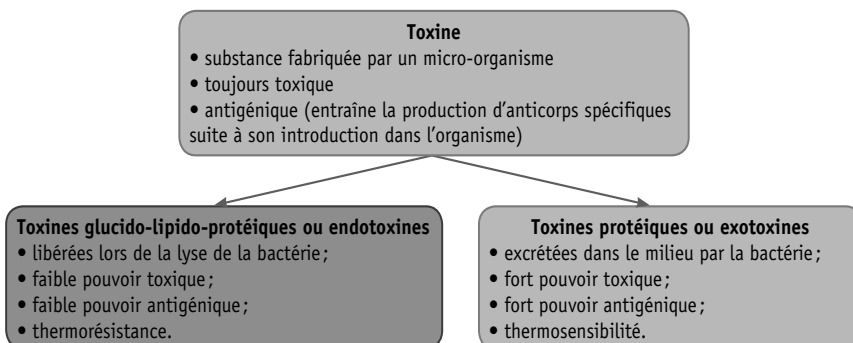 Toxine
• substance fabriquée par un micro-organisme
• toujours toxique
• antigénique (entraîne la production d’anticorps spécifiques
suite à son introduction dans l’organisme)
Toxines glucido-lipido-protéiques ou endotoxines
• libérées lors de la lyse de la bactérie ;
• faible pouvoir toxique ;
• faible pouvoir antigénique ;
• thermorésistance.
Toxines protéiques ou exotoxines
• excrétées dans le milieu par la bactérie ;
• fort pouvoir toxique ;
• fort pouvoir antigénique ;
• thermosensibilité.